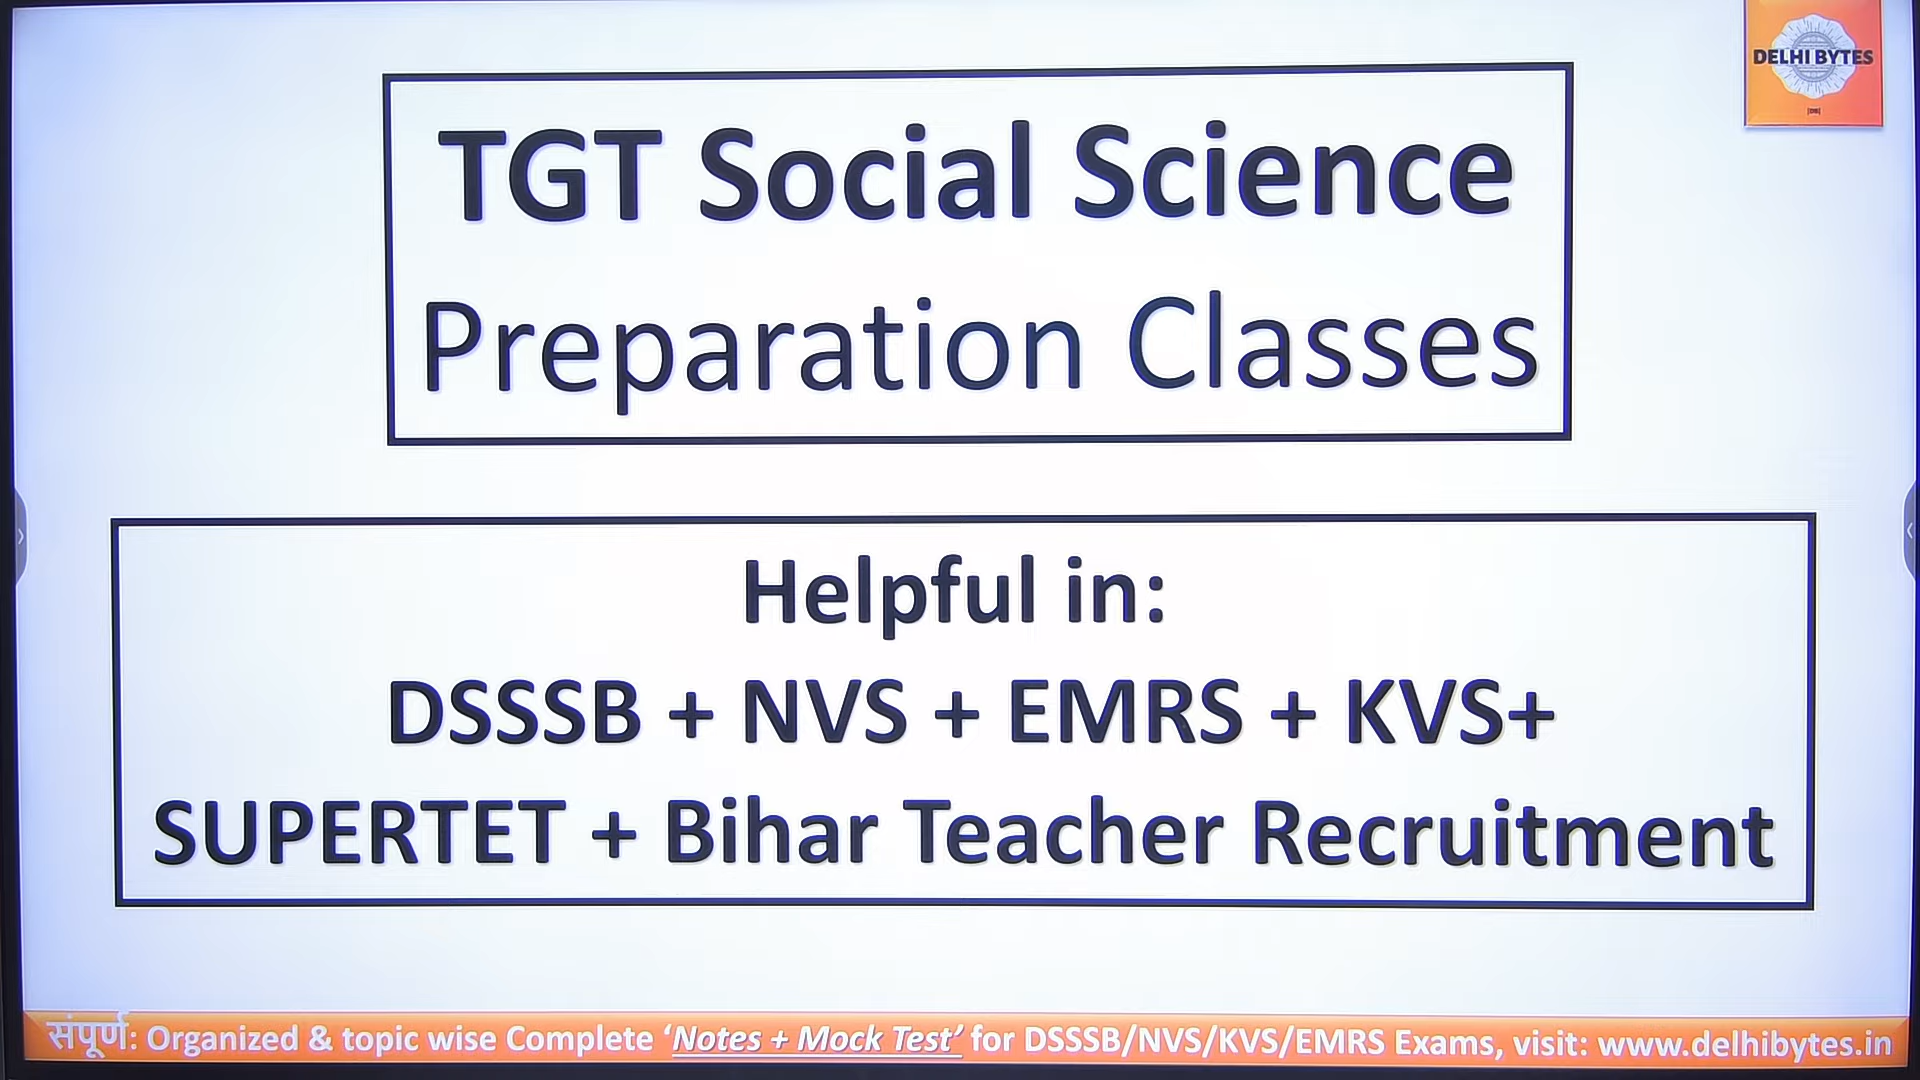 DELHI BYTES
|DB|
TGT Social Science
Preparation Classes
Helpful in:
DSSSB + NVS + EMRS + KVS+
SUPERTET + Bihar Teacher Recruitment
संपूर्ण: Organized & topic wise Complete ‘Notes + Mock Test’ for DSSSB/NVS/KVS/EMRS Exams, visit: www.delhibytes.in